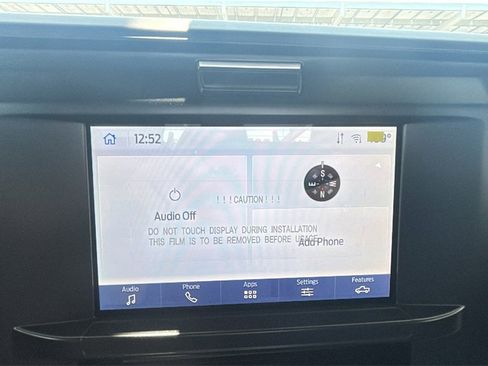 12:52
!!!CAUTION!!!
Audio Off
DO NOT TOUCH DISPLAY DURING INSTALLATION
THIS FILM IS TO BE REMOVED BEFORE USAGE
Add Phone
S
E
N
Audio
Phone
Apps
Settings
Features